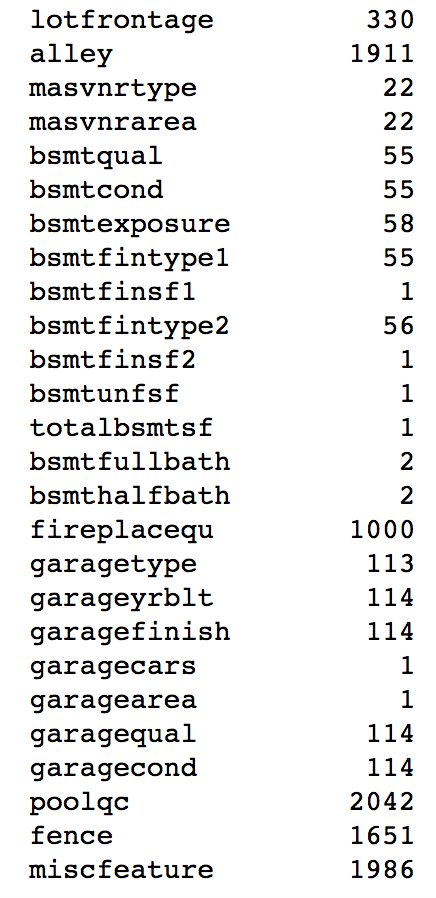 lotfrontage 330
alley 1911
masvnrtype 22
masvnrarea 22
bsmtqual 55
bsmtcond 55
bsmtexposure 58
bsmtfintype1 55
bsmtfinsf1 1
bsmtfintype2 56
bsmtfinsf2 1
bsmtunfsf 1
totalbsmtsf 1
bsmtfullbath 2
bsmthalfbath 2
fireplacequ 1000
garagetype 113
garageyrblt 114
garagefinish 114
garagecars 1
garagearea 1
garagequal 114
garagecond 114
poolqc 2042
fence 1651
miscfeature 1986